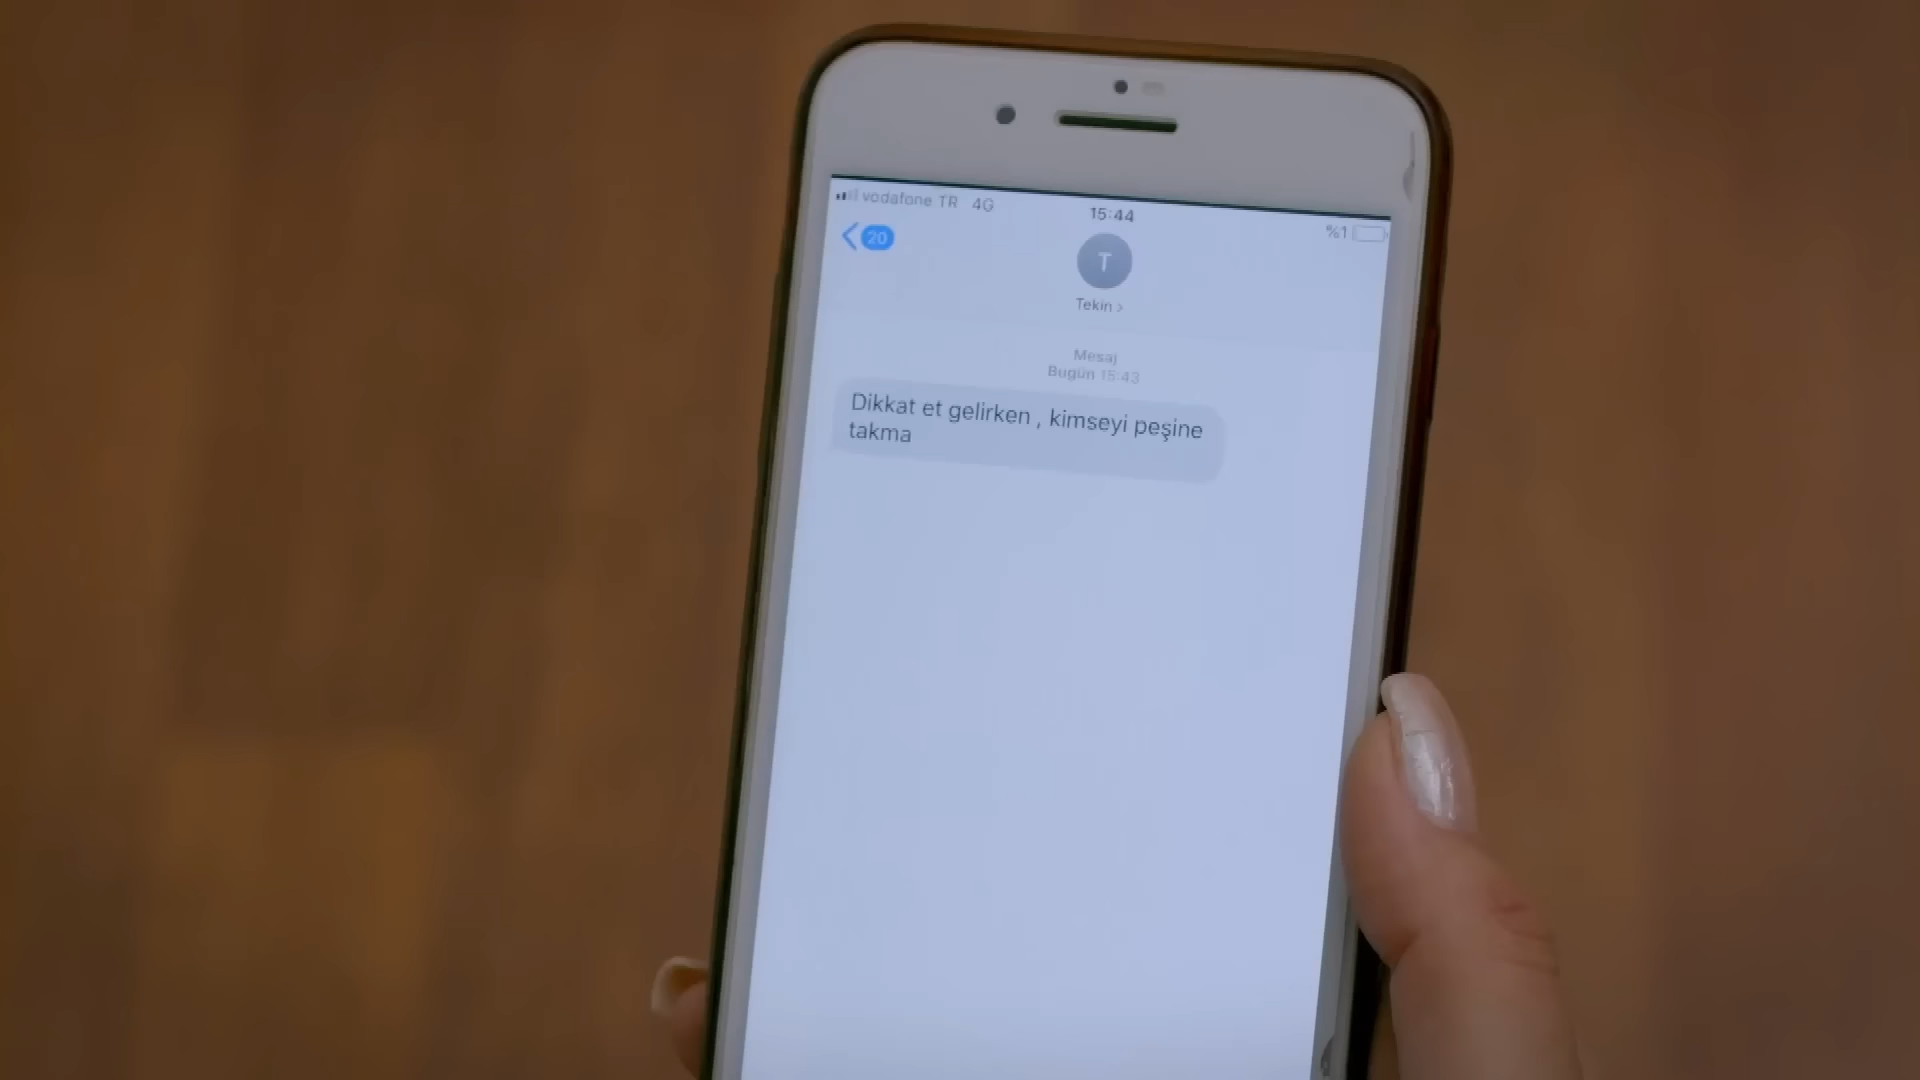 vodafone TR 4G 15:44 %1
20
T
Tekin >
Mesaj
Bugün 15:43
Dikkat et gelirken , kimseyi peşine
takma